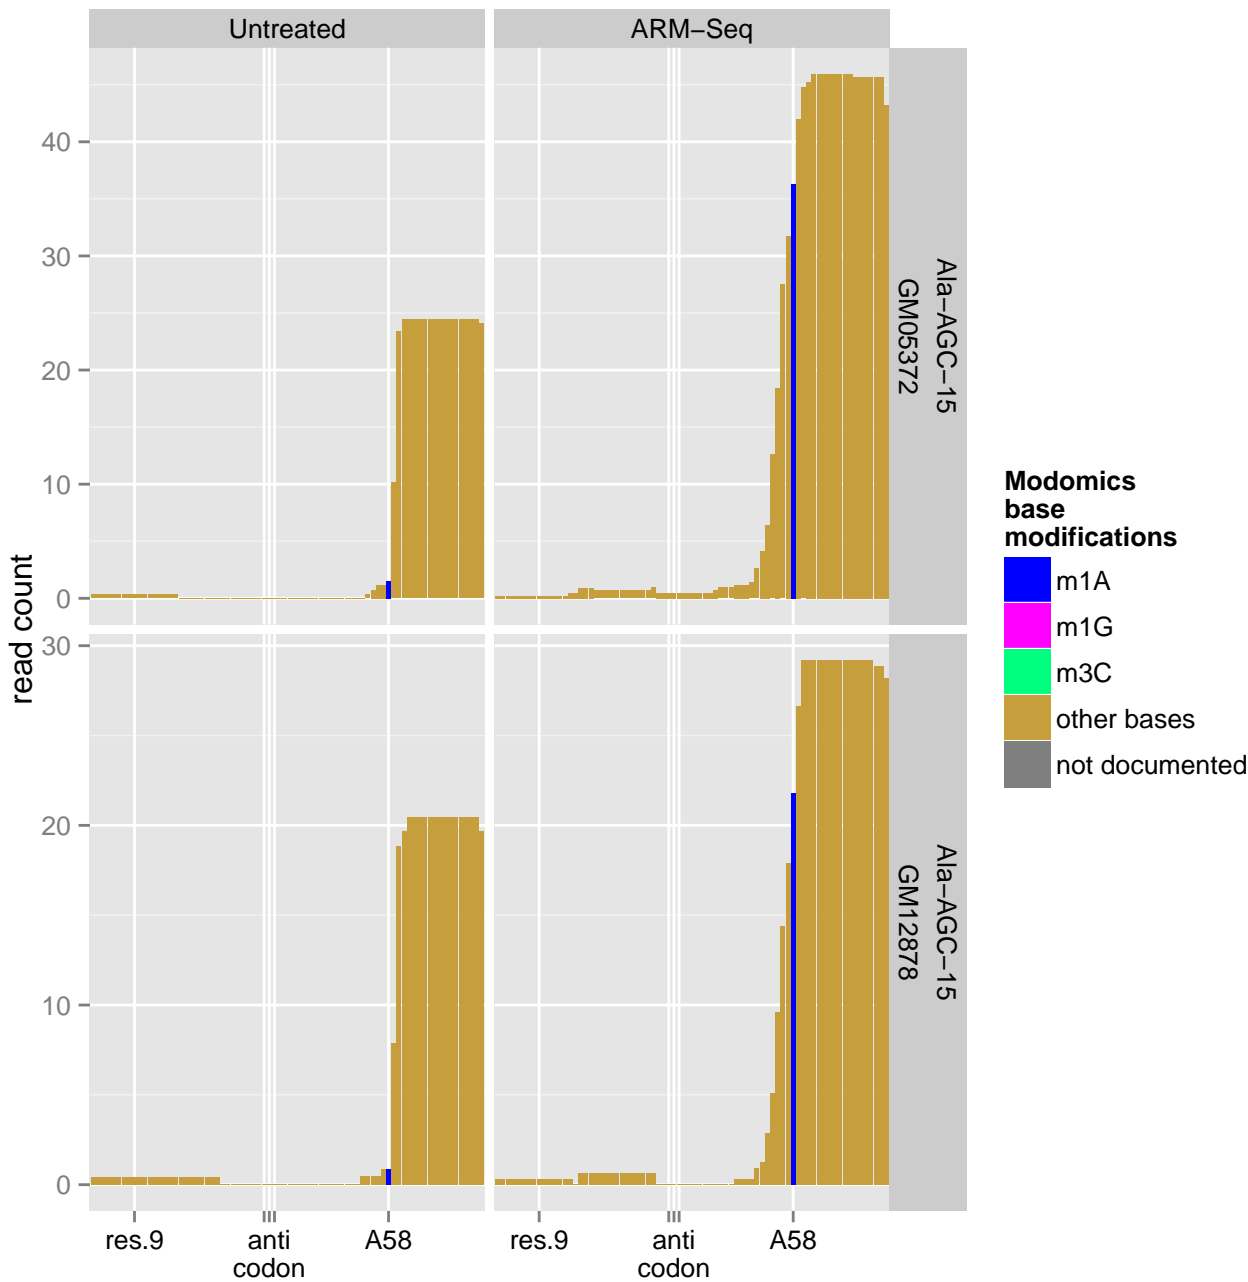 Untreated
ARM−Seq
read count
40
30
20
10
0
Ala−AGC−15
GM05372
30
20
10
0
Ala−AGC−15
GM12878
res.9
anti
codon
A58
res.9
anti
codon
A58
Modomics
base
modifications
m1A
m1G
m3C
other bases
not documented